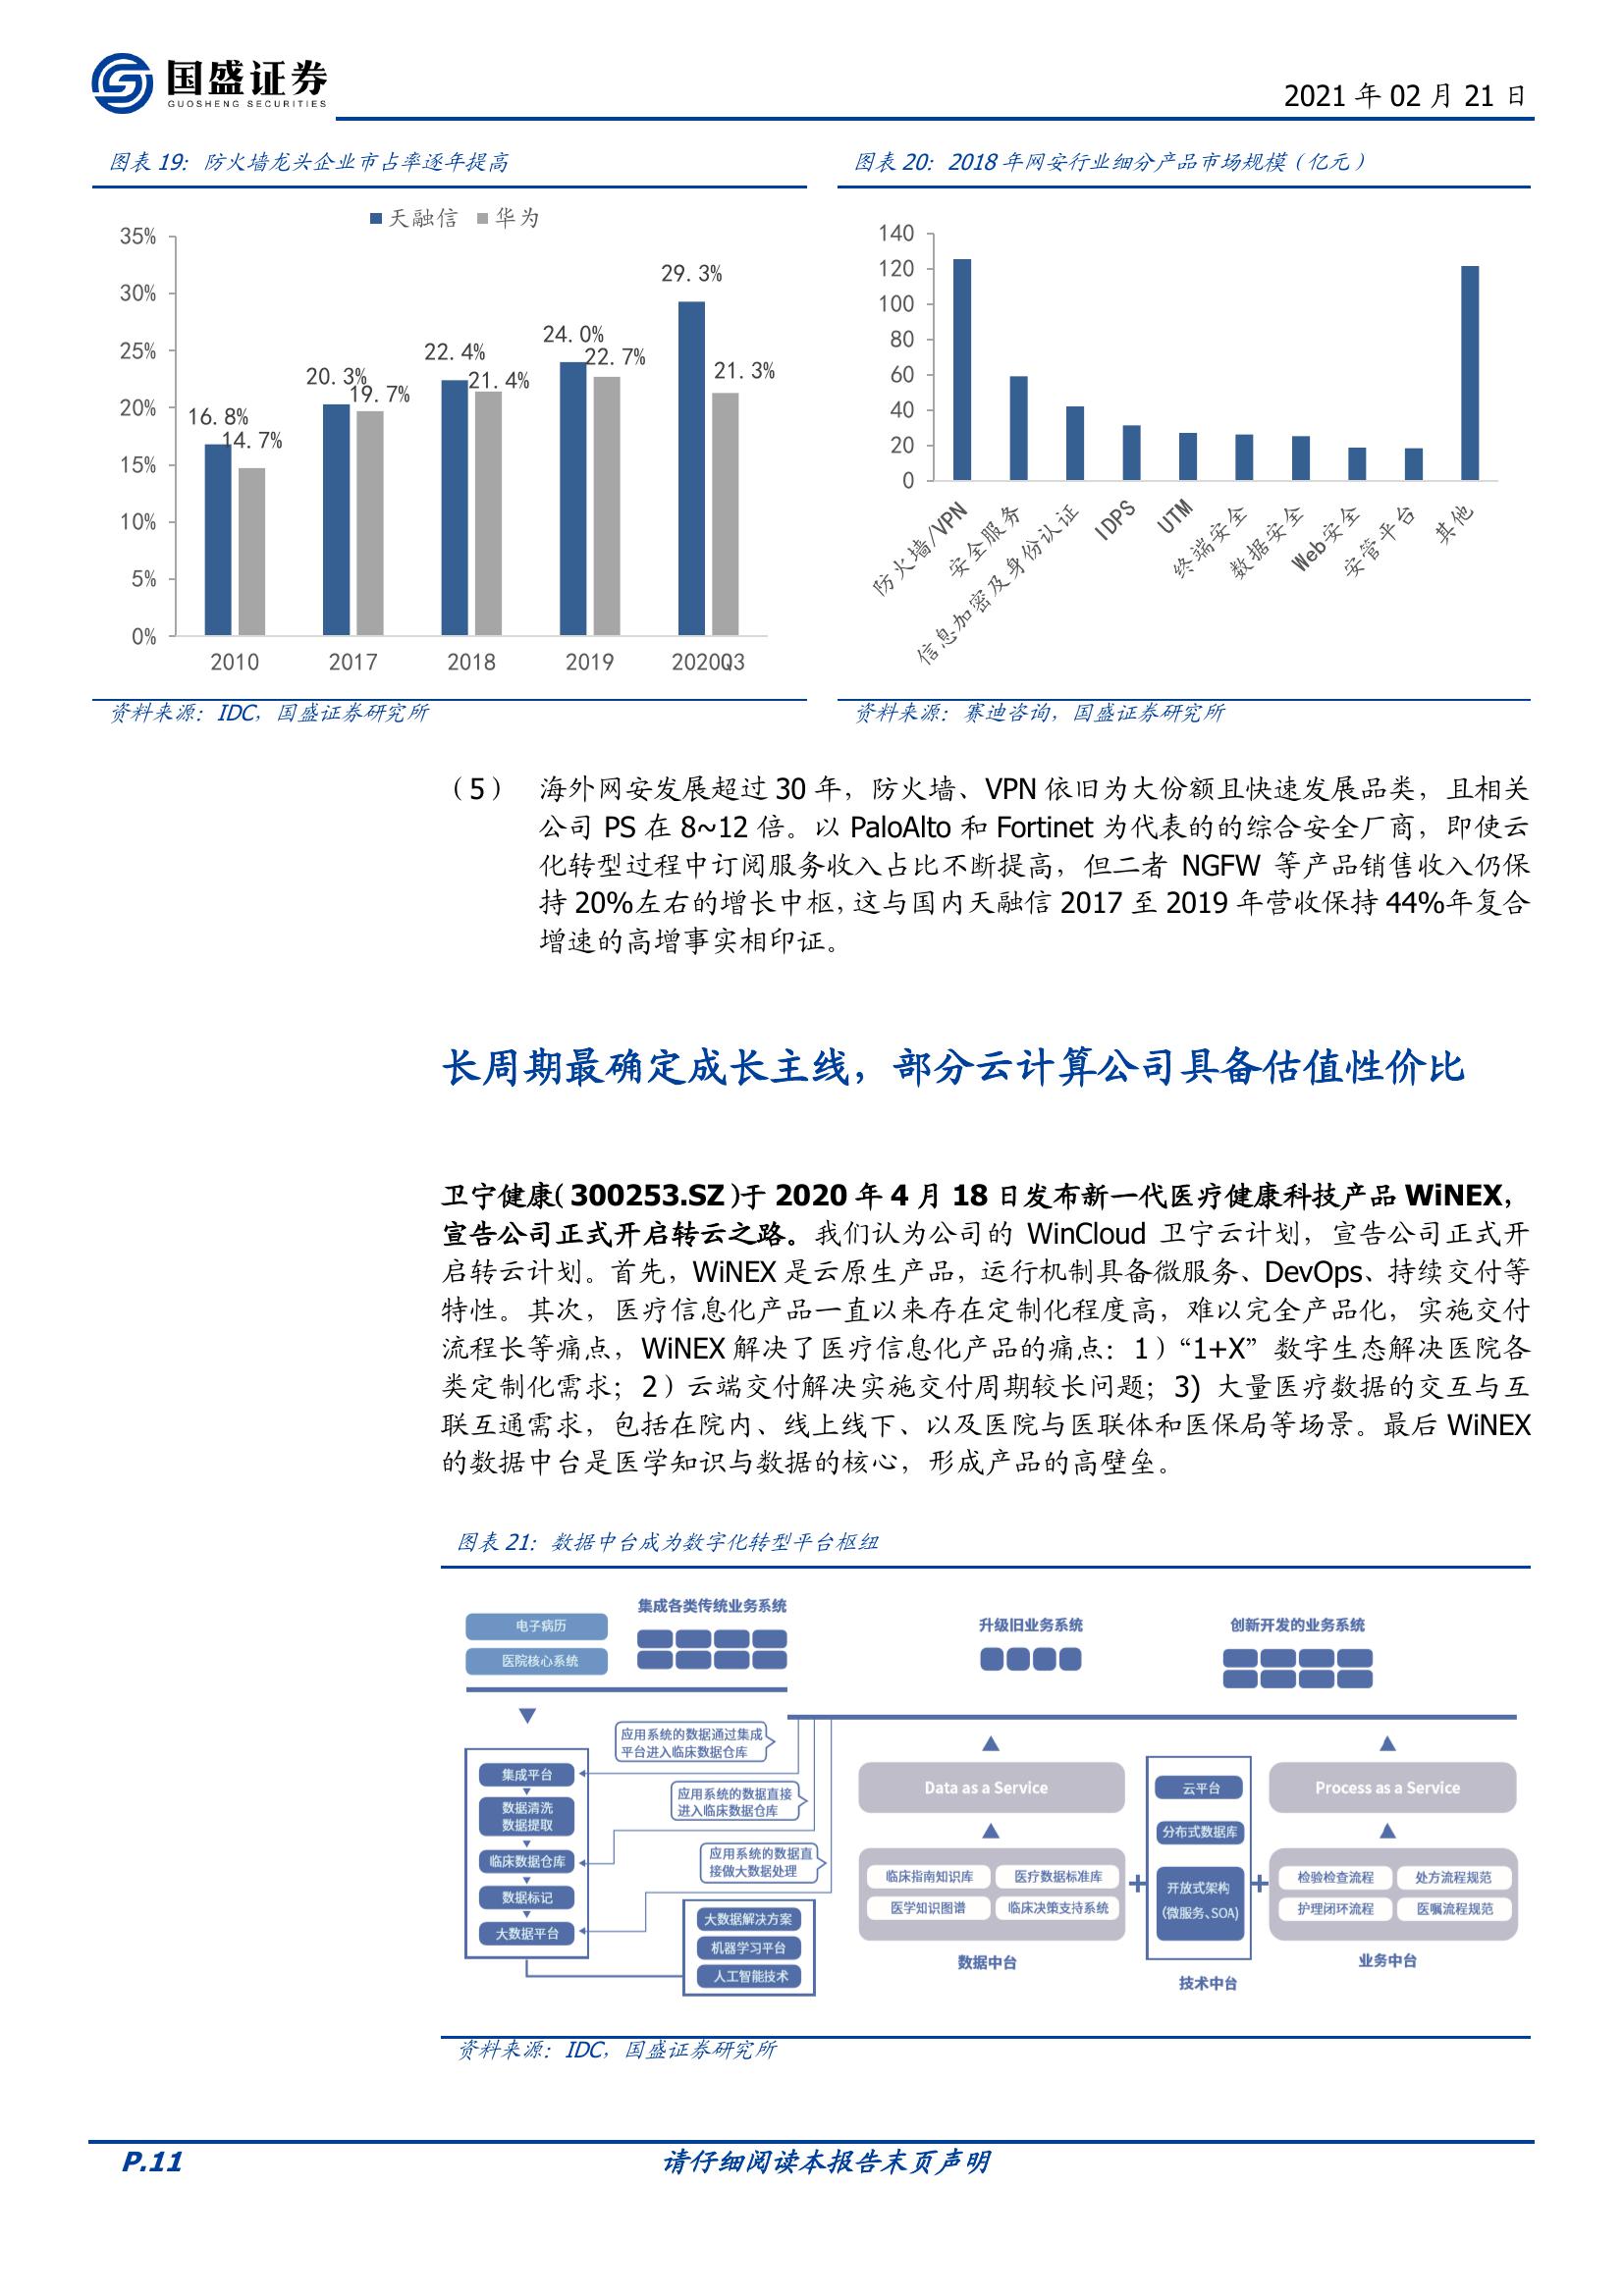 国盛证券
GUOSHENG SECURITIES
2021 年 02 月 21 日
图表 19：防火墙龙头企业市占率逐年提高
天融信 华为
35%
30%
25%
20%
15%
10%
5%
0%
16.8%
14.7%
20.3%
19.7%
22.4%
21.4%
24.0%
22.7%
29.3%
21.3%
2010 2017 2018 2019 2020Q3
资料来源：IDC，国盛证券研究所
图表 20：2018 年网安行业细分产品市场规模（亿元）
140
120
100
80
60
40
20
0
防火墙/VPN
安全服务
信息加密及身份认证
IDPS
UTM
终端安全
数据安全
Web安全
安管平台
其他
资料来源：赛迪咨询，国盛证券研究所
（5） 海外网安发展超过 30 年，防火墙、VPN 依旧为大份额且快速发展品类，且相关
公司 PS 在 8~12 倍。以 PaloAlto 和 Fortinet 为代表的的综合安全厂商，即使云
化转型过程中订阅服务收入占比不断提高，但二者 NGFW 等产品销售收入仍保
持 20%左右的增长中枢，这与国内天融信 2017 至 2019 年营收保持 44%年复合
增速的高增事实相印证。
长周期最确定成长主线，部分云计算公司具备估值性价比
卫宁健康（300253.SZ）于 2020 年 4 月 18 日发布新一代医疗健康科技产品 WiNEX，
宣告公司正式开启转云之路。我们认为公司的 WinCloud 卫宁云计划，宣告公司正式开
启转云计划。首先，WiNEX 是云原生产品，运行机制具备微服务、DevOps、持续交付等
特性。其次，医疗信息化产品一直以来存在定制化程度高，难以完全产品化，实施交付
流程长等痛点，WiNEX 解决了医疗信息化产品的痛点：1）“1+X” 数字生态解决医院各
类定制化需求；2）云端交付解决实施交付周期较长问题；3) 大量医疗数据的交互与互
联互通需求，包括在院内、线上线下、以及医院与医联体和医保局等场景。最后 WiNEX
的数据中台是医学知识与数据的核心，形成产品的高壁垒。
图表 21：数据中台成为数字化转型平台枢纽
电子病历
医院核心系统
集成各类传统业务系统
升级旧业务系统
创新开发的业务系统
应用系统的数据通过集成
平台进入临床数据仓库
应用系统的数据直接
进入临床数据仓库
应用系统的数据直
接做大数据处理
集成平台
数据清洗
数据提取
临床数据仓库
数据标记
大数据平台
大数据解决方案
机器学习平台
人工智能技术
Data as a Service
临床指南知识库 医疗数据标准库
医学知识图谱 临床决策支持系统
数据中台
云平台
分布式数据库
开放式架构
(微服务、SOA)
技术中台
Process as a Service
检验检查流程 处方流程规范
护理闭环流程 医嘱流程规范
业务中台
资料来源：IDC，国盛证券研究所
P.11 请仔细阅读本报告末页声明